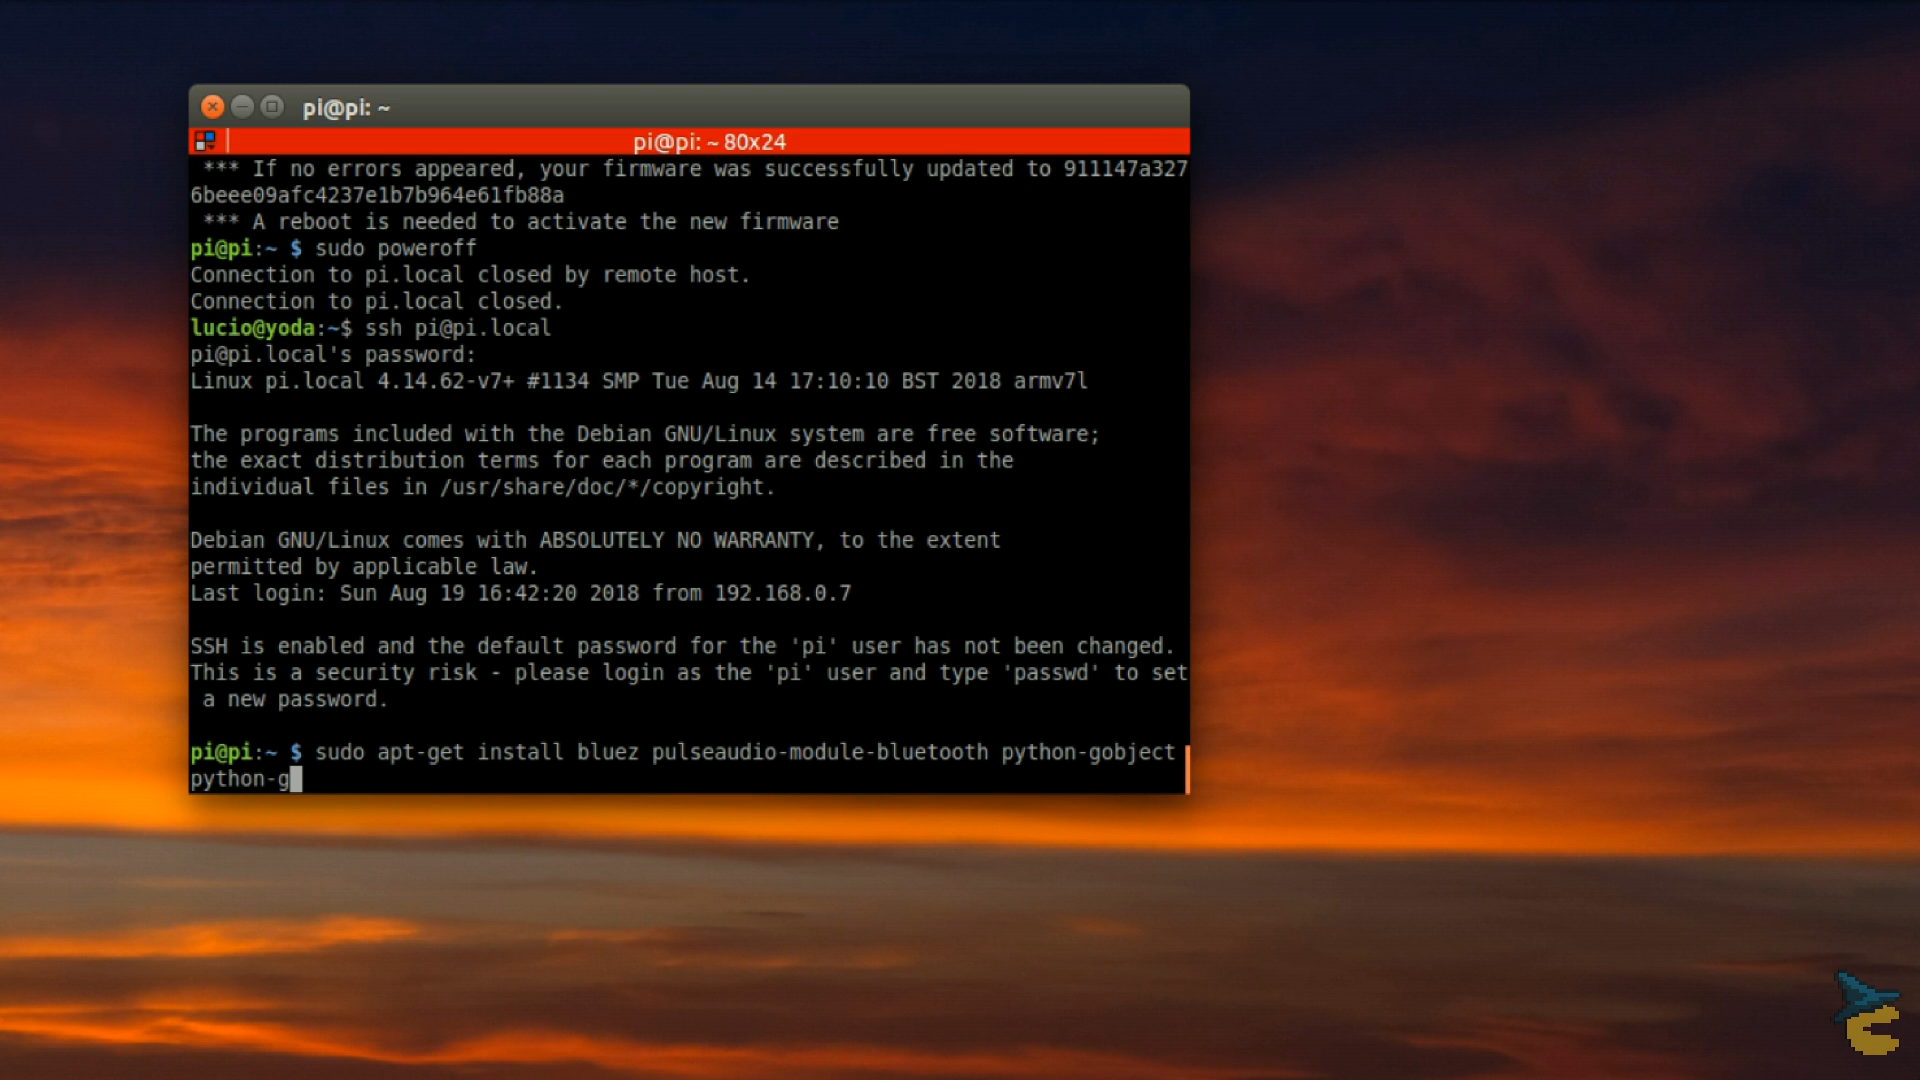 pi@pi: ~
pi@pi: ~ 80x24
*** If no errors appeared, your firmware was successfully updated to 911147a327
6beee09afc4237e1b7b964e61fb88a
*** A reboot is needed to activate the new firmware
pi@pi:~ $ sudo poweroff
Connection to pi.local closed by remote host.
Connection to pi.local closed.
lucio@yoda:~$ ssh pi@pi.local
pi@pi.local's password:
Linux pi.local 4.14.62-v7+ #1134 SMP Tue Aug 14 17:10:10 BST 2018 armv7l
The programs included with the Debian GNU/Linux system are free software;
the exact distribution terms for each program are described in the
individual files in /usr/share/doc/*/copyright.
Debian GNU/Linux comes with ABSOLUTELY NO WARRANTY, to the extent
permitted by applicable law.
Last login: Sun Aug 19 16:42:20 2018 from 192.168.0.7
SSH is enabled and the default password for the 'pi' user has not been changed.
This is a security risk - please login as the 'pi' user and type 'passwd' to set
a new password.
pi@pi:~ $ sudo apt-get install bluez pulseaudio-module-bluetooth python-gobject
python-g